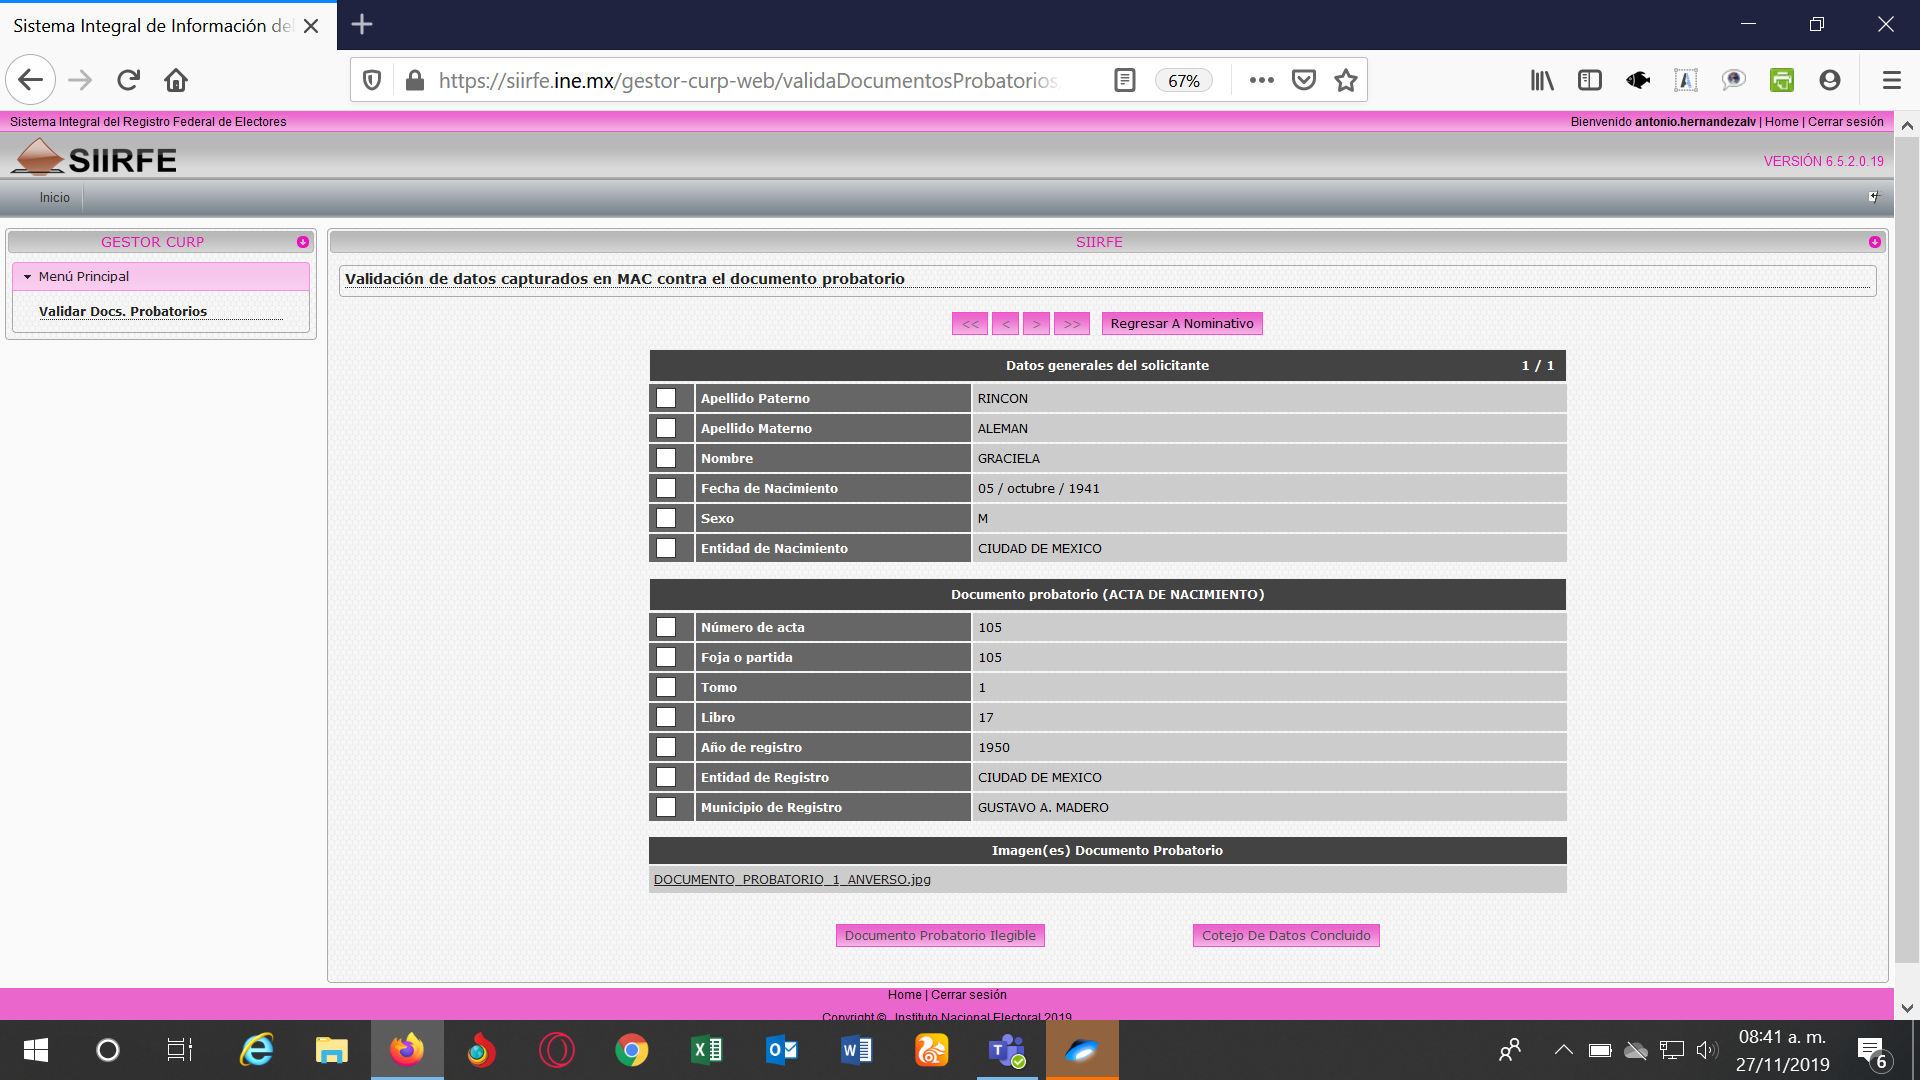 Sistema Integral de Información del
https://siirfe.ine.mx/gestor-curp-web/validaDocumentosProbatorios
67%
Sistema Integral del Registro Federal de Electores
Bienvenido antonio.hernandezalv | Home | Cerrar sesión
SIIRFE
VERSIÓN 6.5.2.0.19
Inicio
GESTOR CURP
SIIRFE
Menú Principal
Validar Docs. Probatorios
Validación de datos capturados en MAC contra el documento probatorio
<< < > >> Regresar A Nominativo
Datos generales del solicitante 1 / 1
Apellido Paterno RINCON
Apellido Materno ALEMAN
Nombre GRACIELA
Fecha de Nacimiento 05 / octubre / 1941
Sexo M
Entidad de Nacimiento CIUDAD DE MEXICO
Documento probatorio (ACTA DE NACIMIENTO)
Número de acta 105
Foja o partida 105
Tomo 1
Libro 17
Año de registro 1950
Entidad de Registro CIUDAD DE MEXICO
Municipio de Registro GUSTAVO A. MADERO
Imagen(es) Documento Probatorio
DOCUMENTO_PROBATORIO_1_ANVERSO.jpg
Documento Probatorio Ilegible Cotejo De Datos Concluido
Home | Cerrar sesión
Copyright © Instituto Nacional Electoral 2019
08:41 a. m.
27/11/2019
6